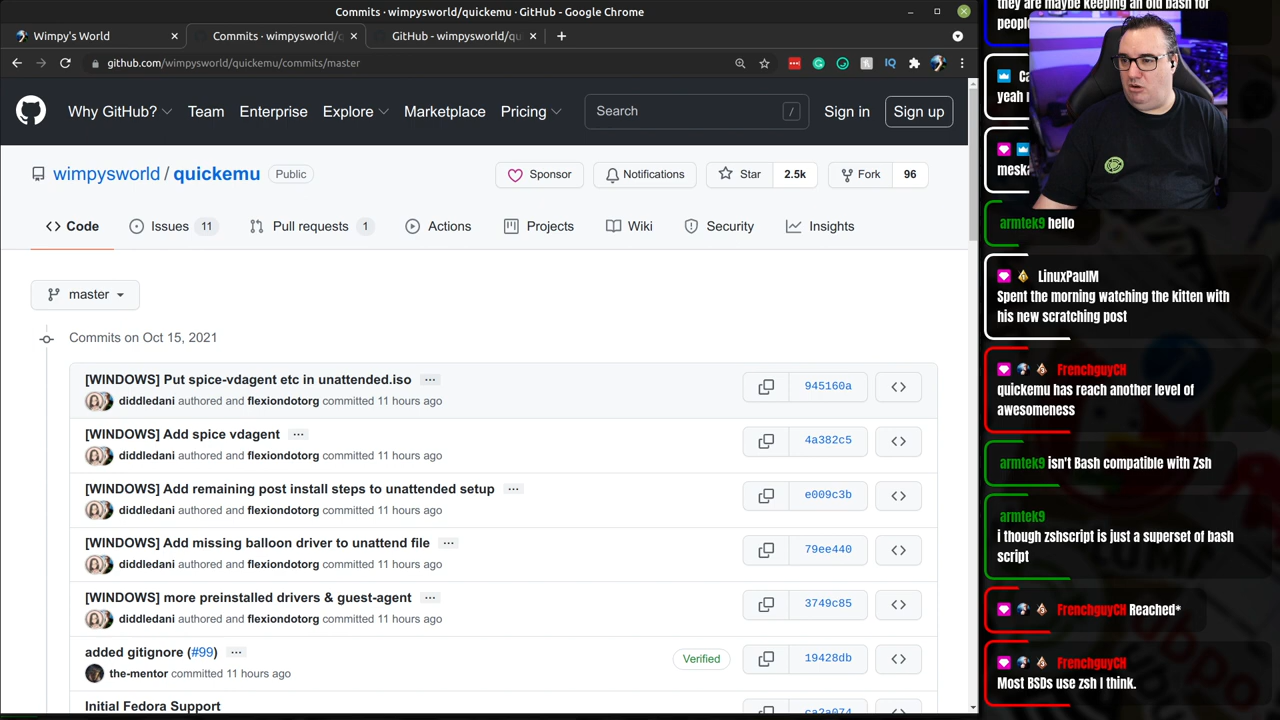 Commits · wimpysworld/quickemu · GitHub - Google Chrome
Wimpy's World
Commits · wimpysworld/q
GitHub - wimpysworld/qu
github.com/wimpysworld/quickemu/commits/master
IQ
Why GitHub? Team Enterprise Explore Marketplace Pricing Search / Sign in Sign up
wimpysworld / quickemu Public
Sponsor Notifications Star 2.5k Fork 96
Code Issues 11 Pull requests 1 Actions Projects Wiki Security Insights
master
Commits on Oct 15, 2021
[WINDOWS] Put spice-vdagent etc in unattended.iso ...
diddledani authored and flexiondotorg committed 11 hours ago
945160a
[WINDOWS] Add spice vdagent ...
diddledani authored and flexiondotorg committed 11 hours ago
4a382c5
[WINDOWS] Add remaining post install steps to unattended setup ...
diddledani authored and flexiondotorg committed 11 hours ago
e009c3b
[WINDOWS] Add missing balloon driver to unattend file ...
diddledani authored and flexiondotorg committed 11 hours ago
79ee440
[WINDOWS] more preinstalled drivers & guest-agent ...
diddledani authored and flexiondotorg committed 11 hours ago
3749c85
added gitignore (#99) ...
the-mentor committed 11 hours ago
Verified
19428db
Initial Fedora Support
ca2a074
they are maybe keeping an old bash for
people
Ca
yeah
meska
armtek9 hello
LinuxPaulM
Spent the morning watching the kitten with
his new scratching post
FrenchguyCH
quickemu has reach another level of
awesomeness
armtek9 isn't Bash compatible with Zsh
armtek9
i though zshscript is just a superset of bash
script
FrenchguyCH Reached*
FrenchguyCH
Most BSDs use zsh I think.